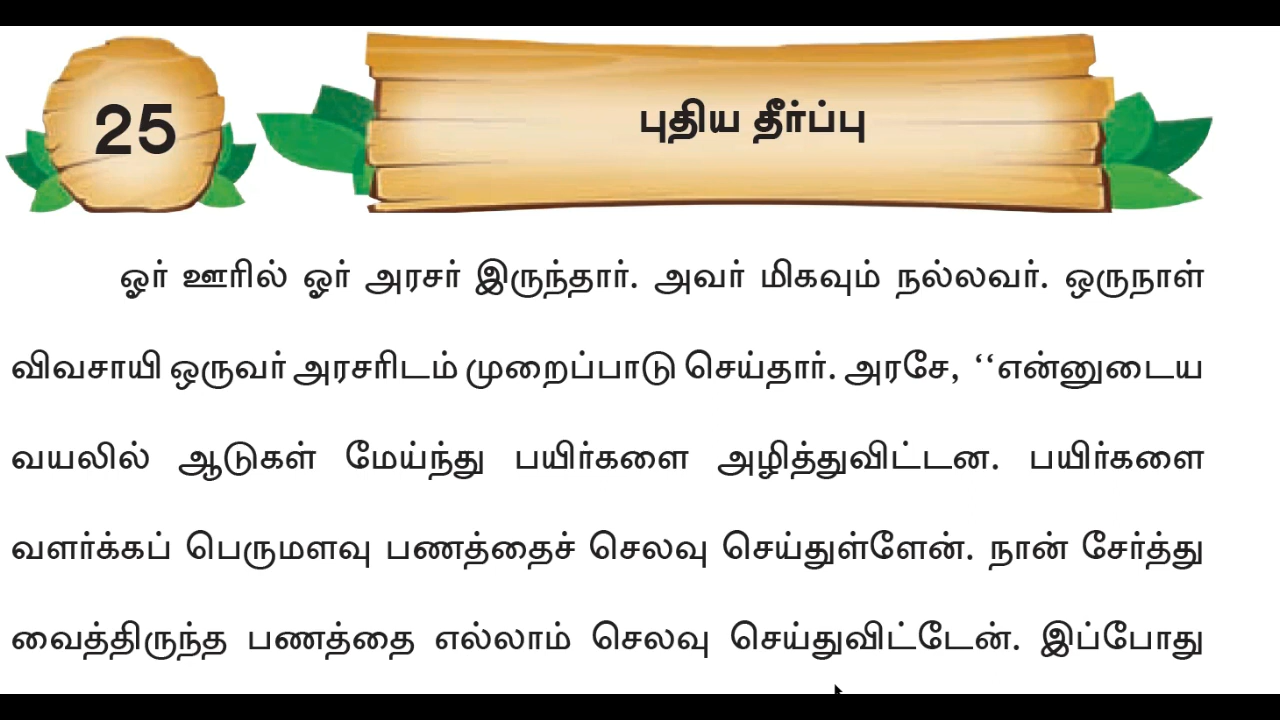 25
புதிய தீர்ப்பு
ஓர் ஊரில் ஓர் அரசர் இருந்தார். அவர் மிகவும் நல்லவர். ஒருநாள்
விவசாயி ஒருவர் அரசரிடம் முறைப்பாடு செய்தார். அரசே, ‘‘என்னுடைய
வயலில் ஆடுகள் மேய்ந்து பயிர்களை அழித்துவிட்டன. பயிர்களை
வளர்க்கப் பெருமளவு பணத்தைச் செலவு செய்துள்ளேன். நான் சேர்த்து
வைத்திருந்த பணத்தை எல்லாம் செலவு செய்துவிட்டேன். இப்போது